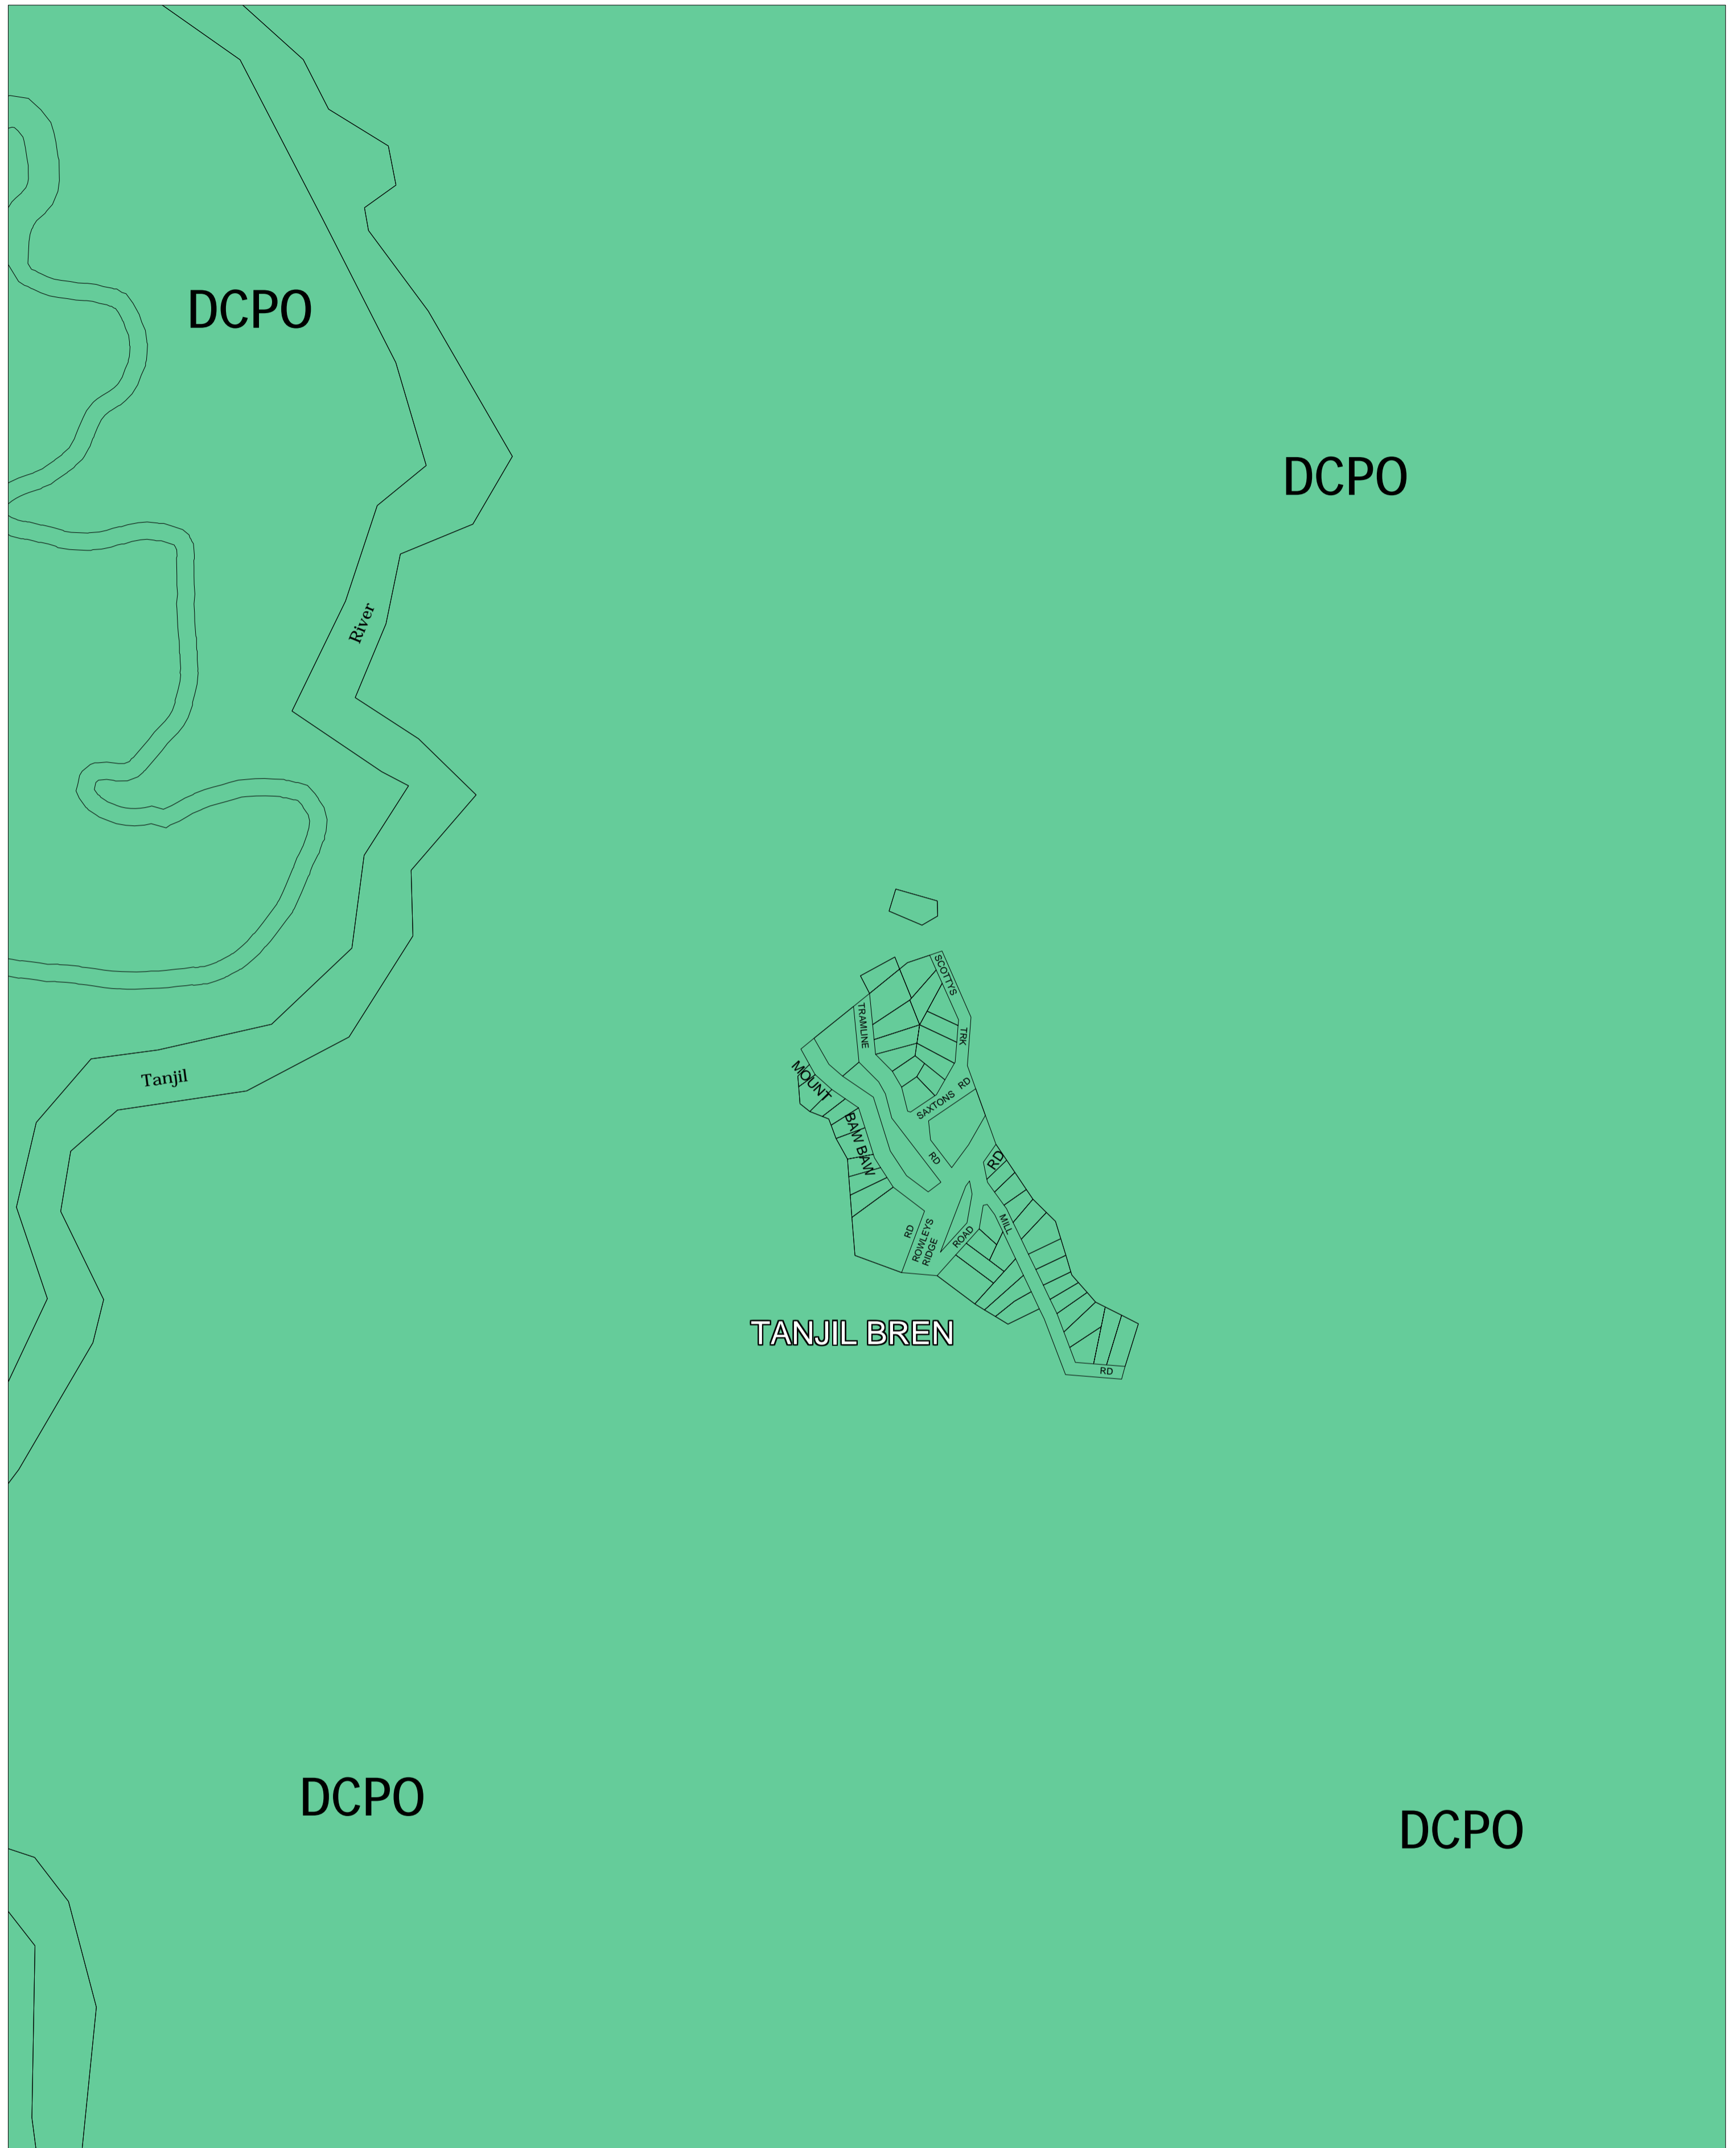 DCPO
DCPO
River
SCOTTYS
TRK
TRAMLINE
RD
MOUNT
BAW BAW
RD
SAXTONS RD
Tanjil
RD
ROWLEYS
RIDGE
ROAD
MILL
RD
TANJIL BREN
DCPO
DCPO